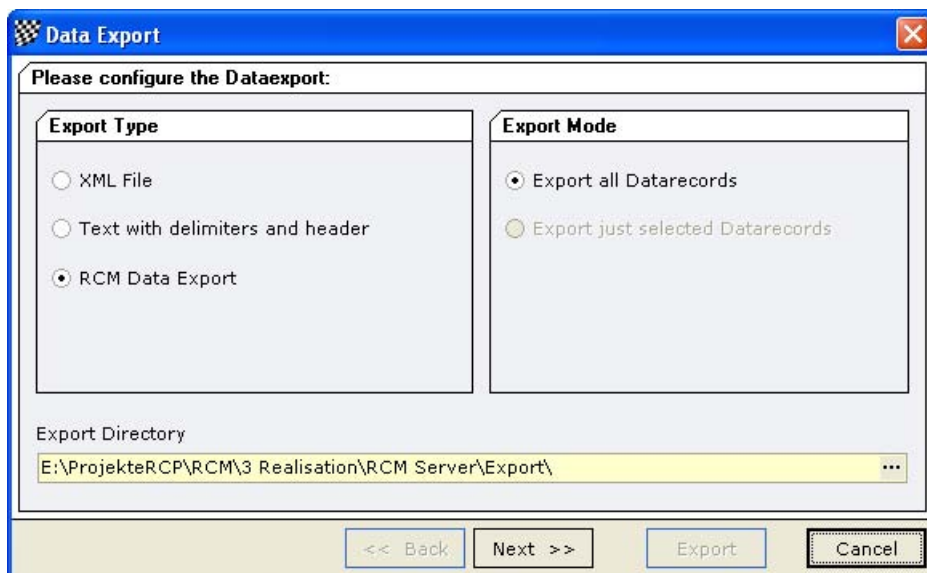 Data Export
Please configure the Dataexport:
Export Type
XML File
Text with delimiters and header
RCM Data Export
Export Mode
Export all Datarecords
Export just selected Datarecords
Export Directory
E:\ProjekteRCP\RCM\3 Realisation\RCM Server\Export\
...
<< Back
Next >>
Export
Cancel